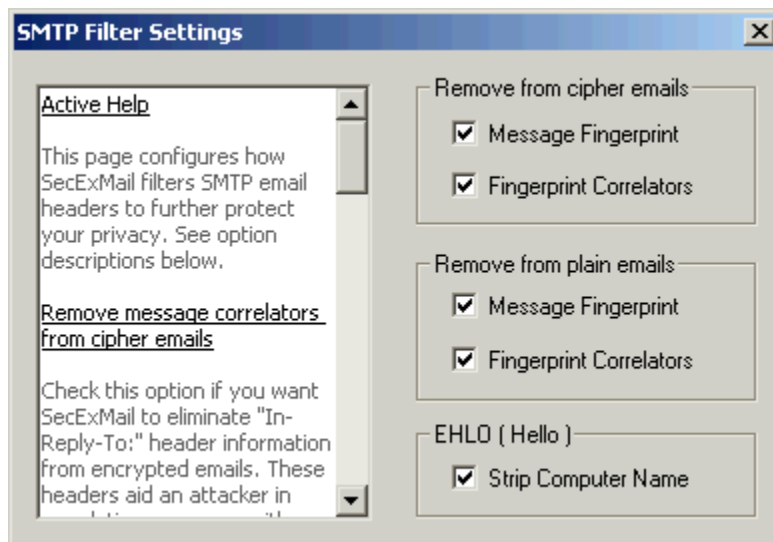 SMTP Filter Settings
Active Help
This page configures how
SecExMail filters SMTP email
headers to further protect
your privacy. See option
descriptions below.
Remove message correlators
from cipher emails
Check this option if you want
SecExMail to eliminate "In-
Reply-To:" header information
from encrypted emails. These
headers aid an attacker in
Remove from cipher emails
Message Fingerprint
Fingerprint Correlators
Remove from plain emails
Message Fingerprint
Fingerprint Correlators
EHLO ( Hello )
Strip Computer Name